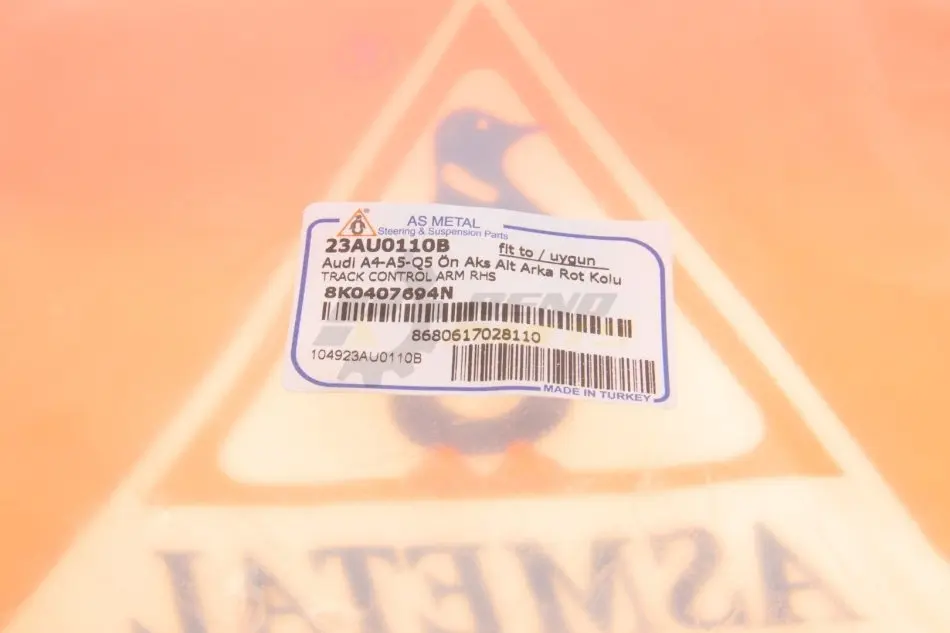 AS METAL
Steering & Suspension Parts
23AU0110B fit to / uygun
Audi A4-A5-Q5 Ön Aks Alt Arka Rot Kolu
TRACK CONTROL ARM RHS
8K0407694N
8680617028110
104923AU0110B
MADE IN TURKEY
ASMETAL